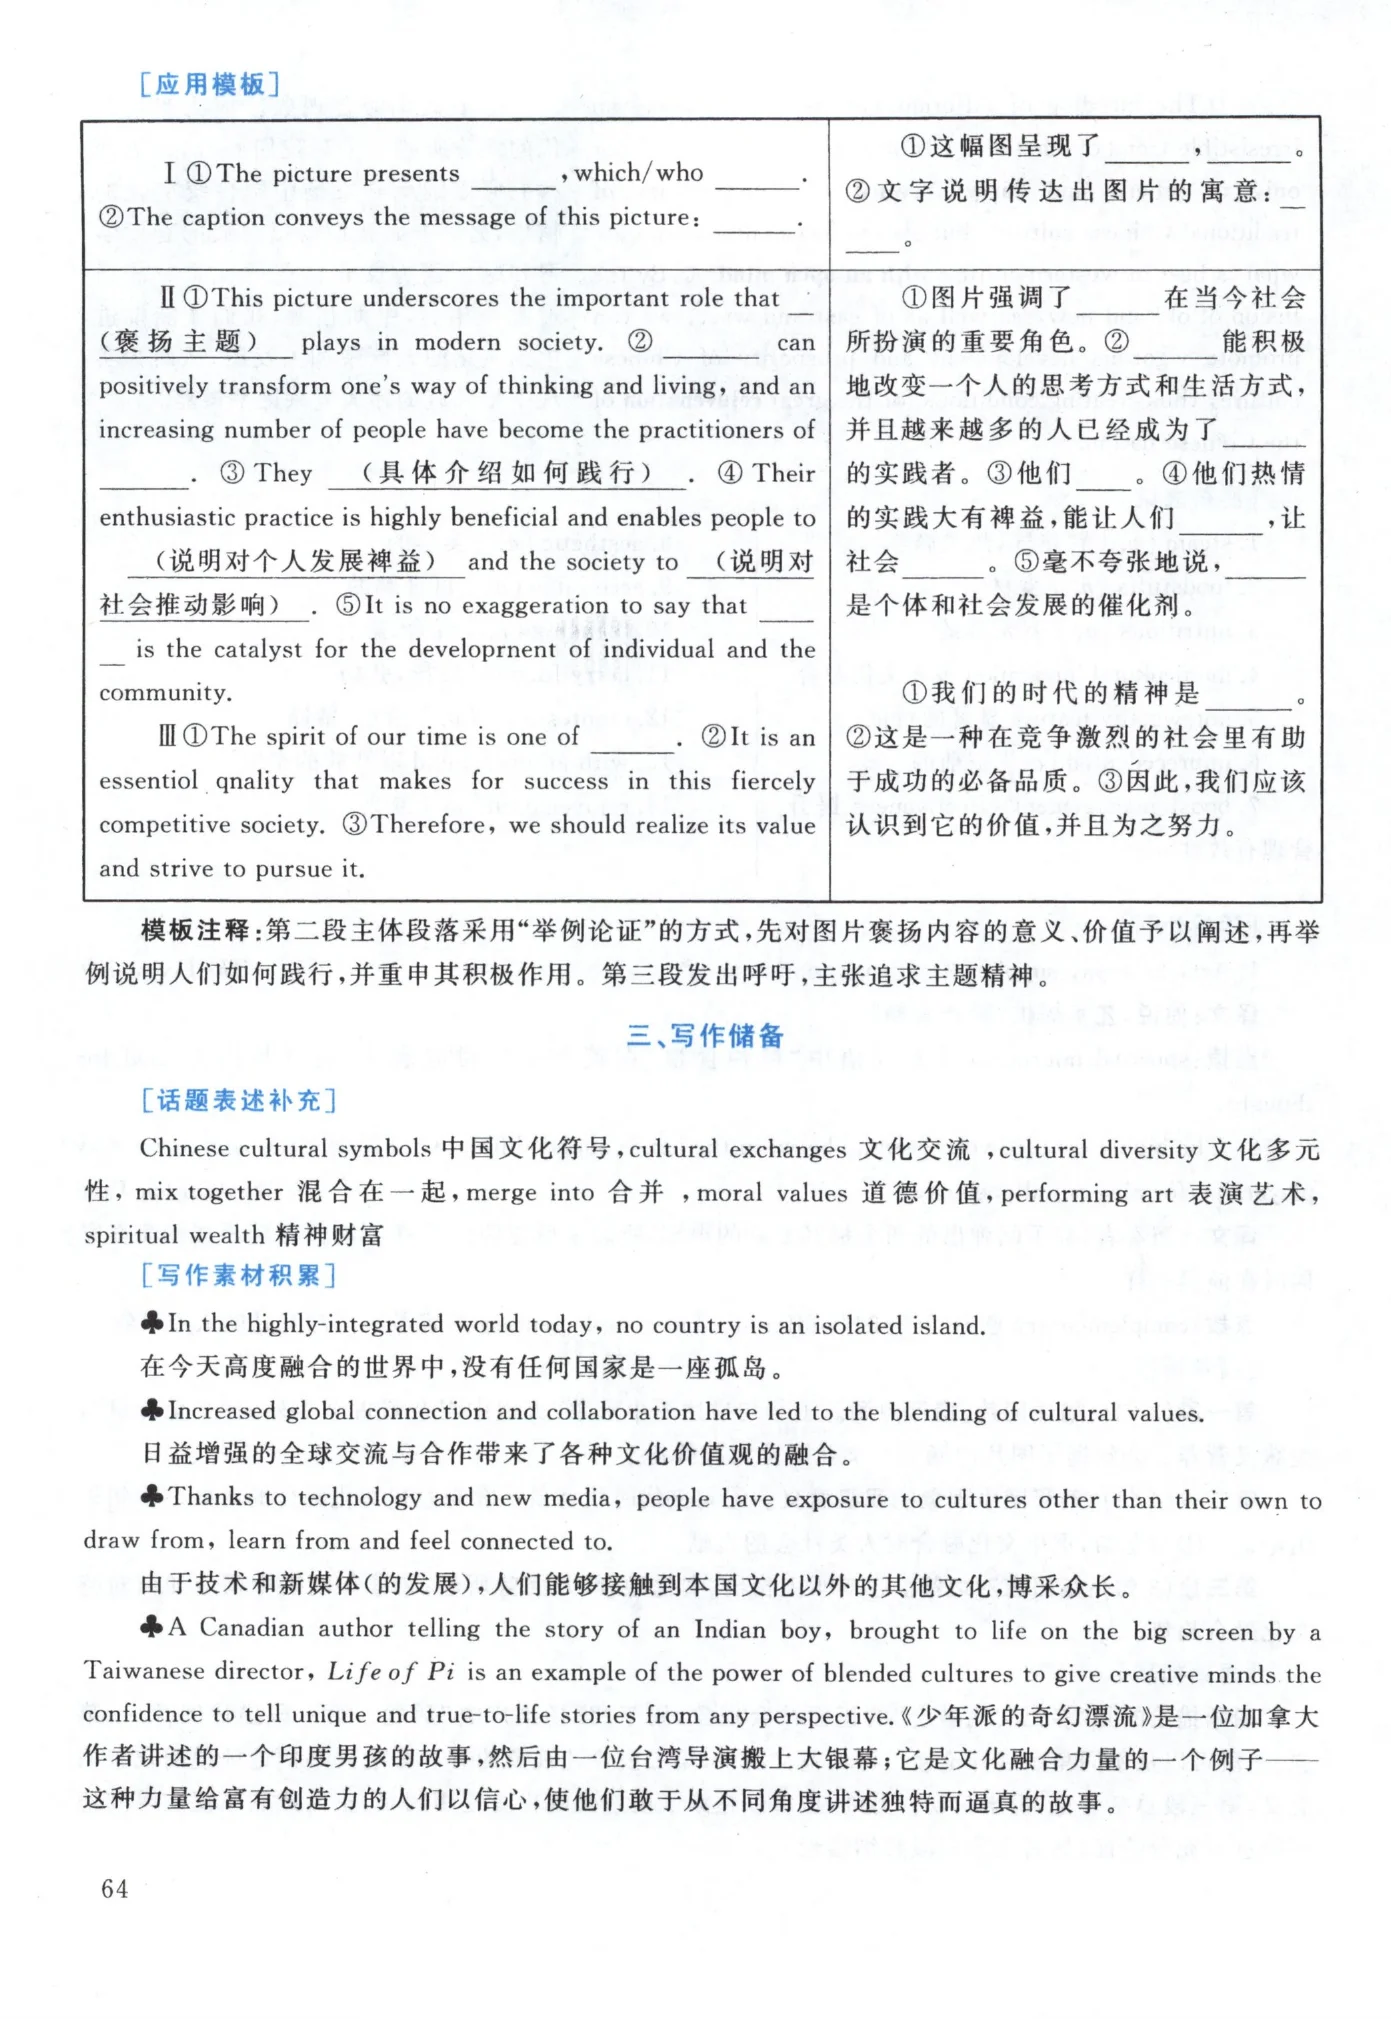 [应用模板]
Ⅰ ①The picture presents ______, which/who ______.
②The caption conveys the message of this picture: ______.
①这幅图呈现了______，______。
②文字说明传达出图片的寓意：__
____。
Ⅱ ①This picture underscores the important role that
(褒扬主题) plays in modern society. ② ______ can
positively transform one's way of thinking and living, and an
increasing number of people have become the practitioners of
______. ③ They (具体介绍如何践行). ④ Their
enthusiastic practice is highly beneficial and enables people to
(说明对个人发展裨益) and the society to (说明对
社会推动影响). ⑤It is no exaggeration to say that ____
__ is the catalyst for the developrnent of individual and the
community.
Ⅲ ①The spirit of our time is one of ______. ②It is an
essentiol qnality that makes for success in this fiercely
competitive society. ③Therefore, we should realize its value
and strive to pursue it.
①图片强调了______在当今社会
所扮演的重要角色。②______能积极
地改变一个人的思考方式和生活方式，
并且越来越多的人已经成为了______
的实践者。③他们____。④他们热情
的实践大有裨益，能让人们______，让
社会______。⑤毫不夸张地说，______
是个体和社会发展的催化剂。
①我们的时代的精神是______。
②这是一种在竞争激烈的社会里有助
于成功的必备品质。③因此，我们应该
认识到它的价值，并且为之努力。
模板注释：第二段主体段落采用“举例论证”的方式，先对图片褒扬内容的意义、价值予以阐述，再举
例说明人们如何践行，并重申其积极作用。第三段发出呼吁，主张追求主题精神。
三、写作储备
[话题表述补充]
Chinese cultural symbols 中国文化符号，cultural exchanges 文化交流 ，cultural diversity 文化多元
性，mix together 混合在一起，merge into 合并 ，moral values 道德价值，performing art 表演艺术，
spiritual wealth 精神财富
[写作素材积累]
♣In the highly-integrated world today, no country is an isolated island.
在今天高度融合的世界中，没有任何国家是一座孤岛。
♣Increased global connection and collaboration have led to the blending of cultural values.
日益增强的全球交流与合作带来了各种文化价值观的融合。
♣Thanks to technology and new media, people have exposure to cultures other than their own to
draw from, learn from and feel connected to.
由于技术和新媒体（的发展），人们能够接触到本国文化以外的其他文化，博采众长。
♣A Canadian author telling the story of an Indian boy, brought to life on the big screen by a
Taiwanese director, Life of Pi is an example of the power of blended cultures to give creative minds the
confidence to tell unique and true-to-life stories from any perspective.《少年派的奇幻漂流》是一位加拿大
作者讲述的一个印度男孩的故事，然后由一位台湾导演搬上大银幕；它是文化融合力量的一个例子——
这种力量给富有创造力的人们以信心，使他们敢于从不同角度讲述独特而逼真的故事。
64